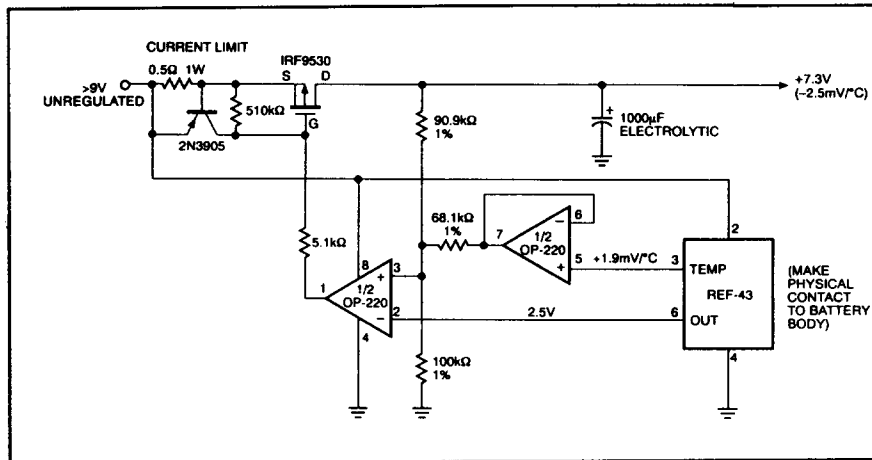 CURRENT LIMIT
IRF9530
0.5Ω 1W
S D
>9V
UNREGULATED
+7.3V
(−2.5mV/°C)
510kΩ
90.9kΩ
1%
+
1000μF
ELECTROLYTIC
G
2N3905
68.1kΩ
1%
6
−
2
5.1kΩ
7
1/2
OP-220
8
5
+
+1.9mV/°C
3
TEMP
(MAKE
PHYSICAL
CONTACT
TO BATTERY
BODY)
1/2
OP-220
+
3
REF-43
1
−
2
2.5V
6
OUT
4
4
100kΩ
1%